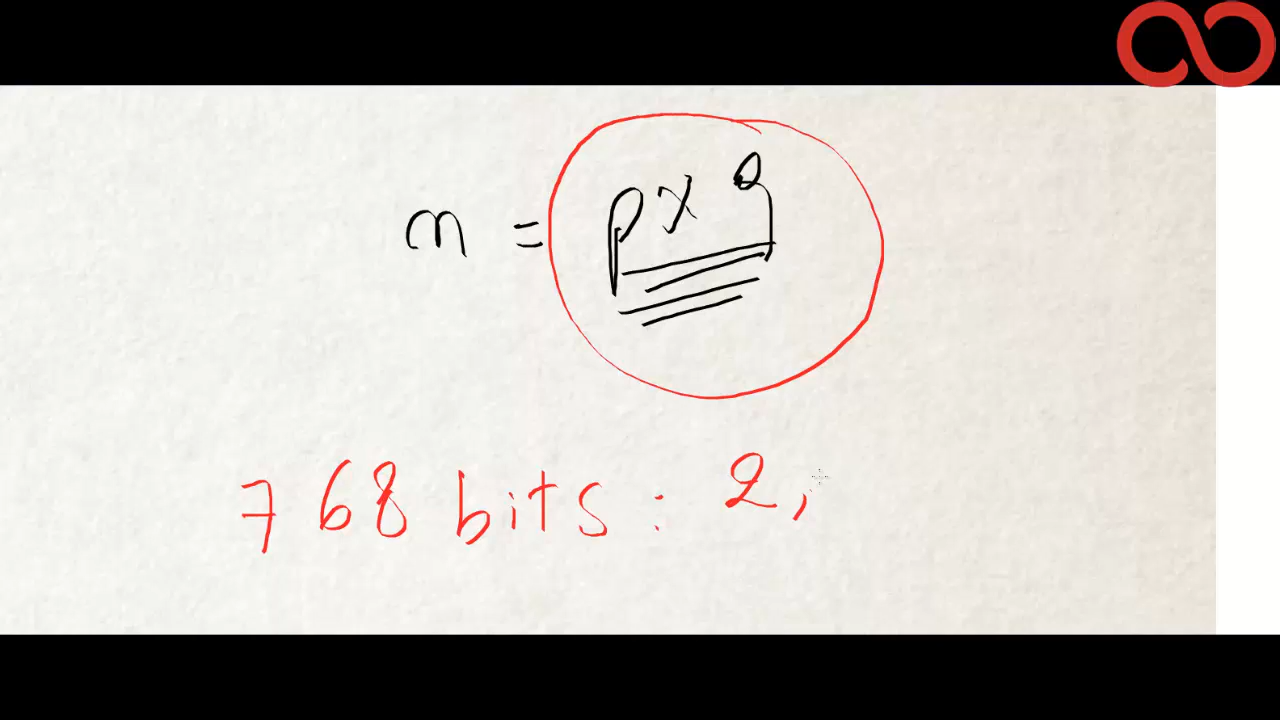 n = p x q
768 bits : 2,